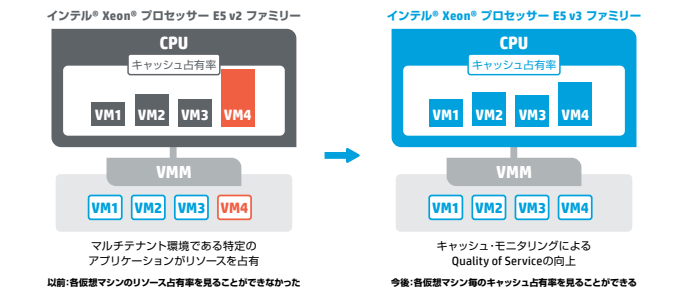 インテル® Xeon® プロセッサー E5 v2 ファミリー
CPU
キャッシュ占有率
VM1 VM2 VM3 VM4
VMM
VM1 VM2 VM3 VM4
マルチテナント環境である特定の
アプリケーションがリソースを占有
以前：各仮想マシンのリソース占有率を見ることができなかった
インテル® Xeon® プロセッサー E5 v3 ファミリー
CPU
キャッシュ占有率
VM1 VM2 VM3 VM4
VMM
VM1 VM2 VM3 VM4
キャッシュ・モニタリングによる
Quality of Serviceの向上
今後：各仮想マシン毎のキャッシュ占有率を見ることができる